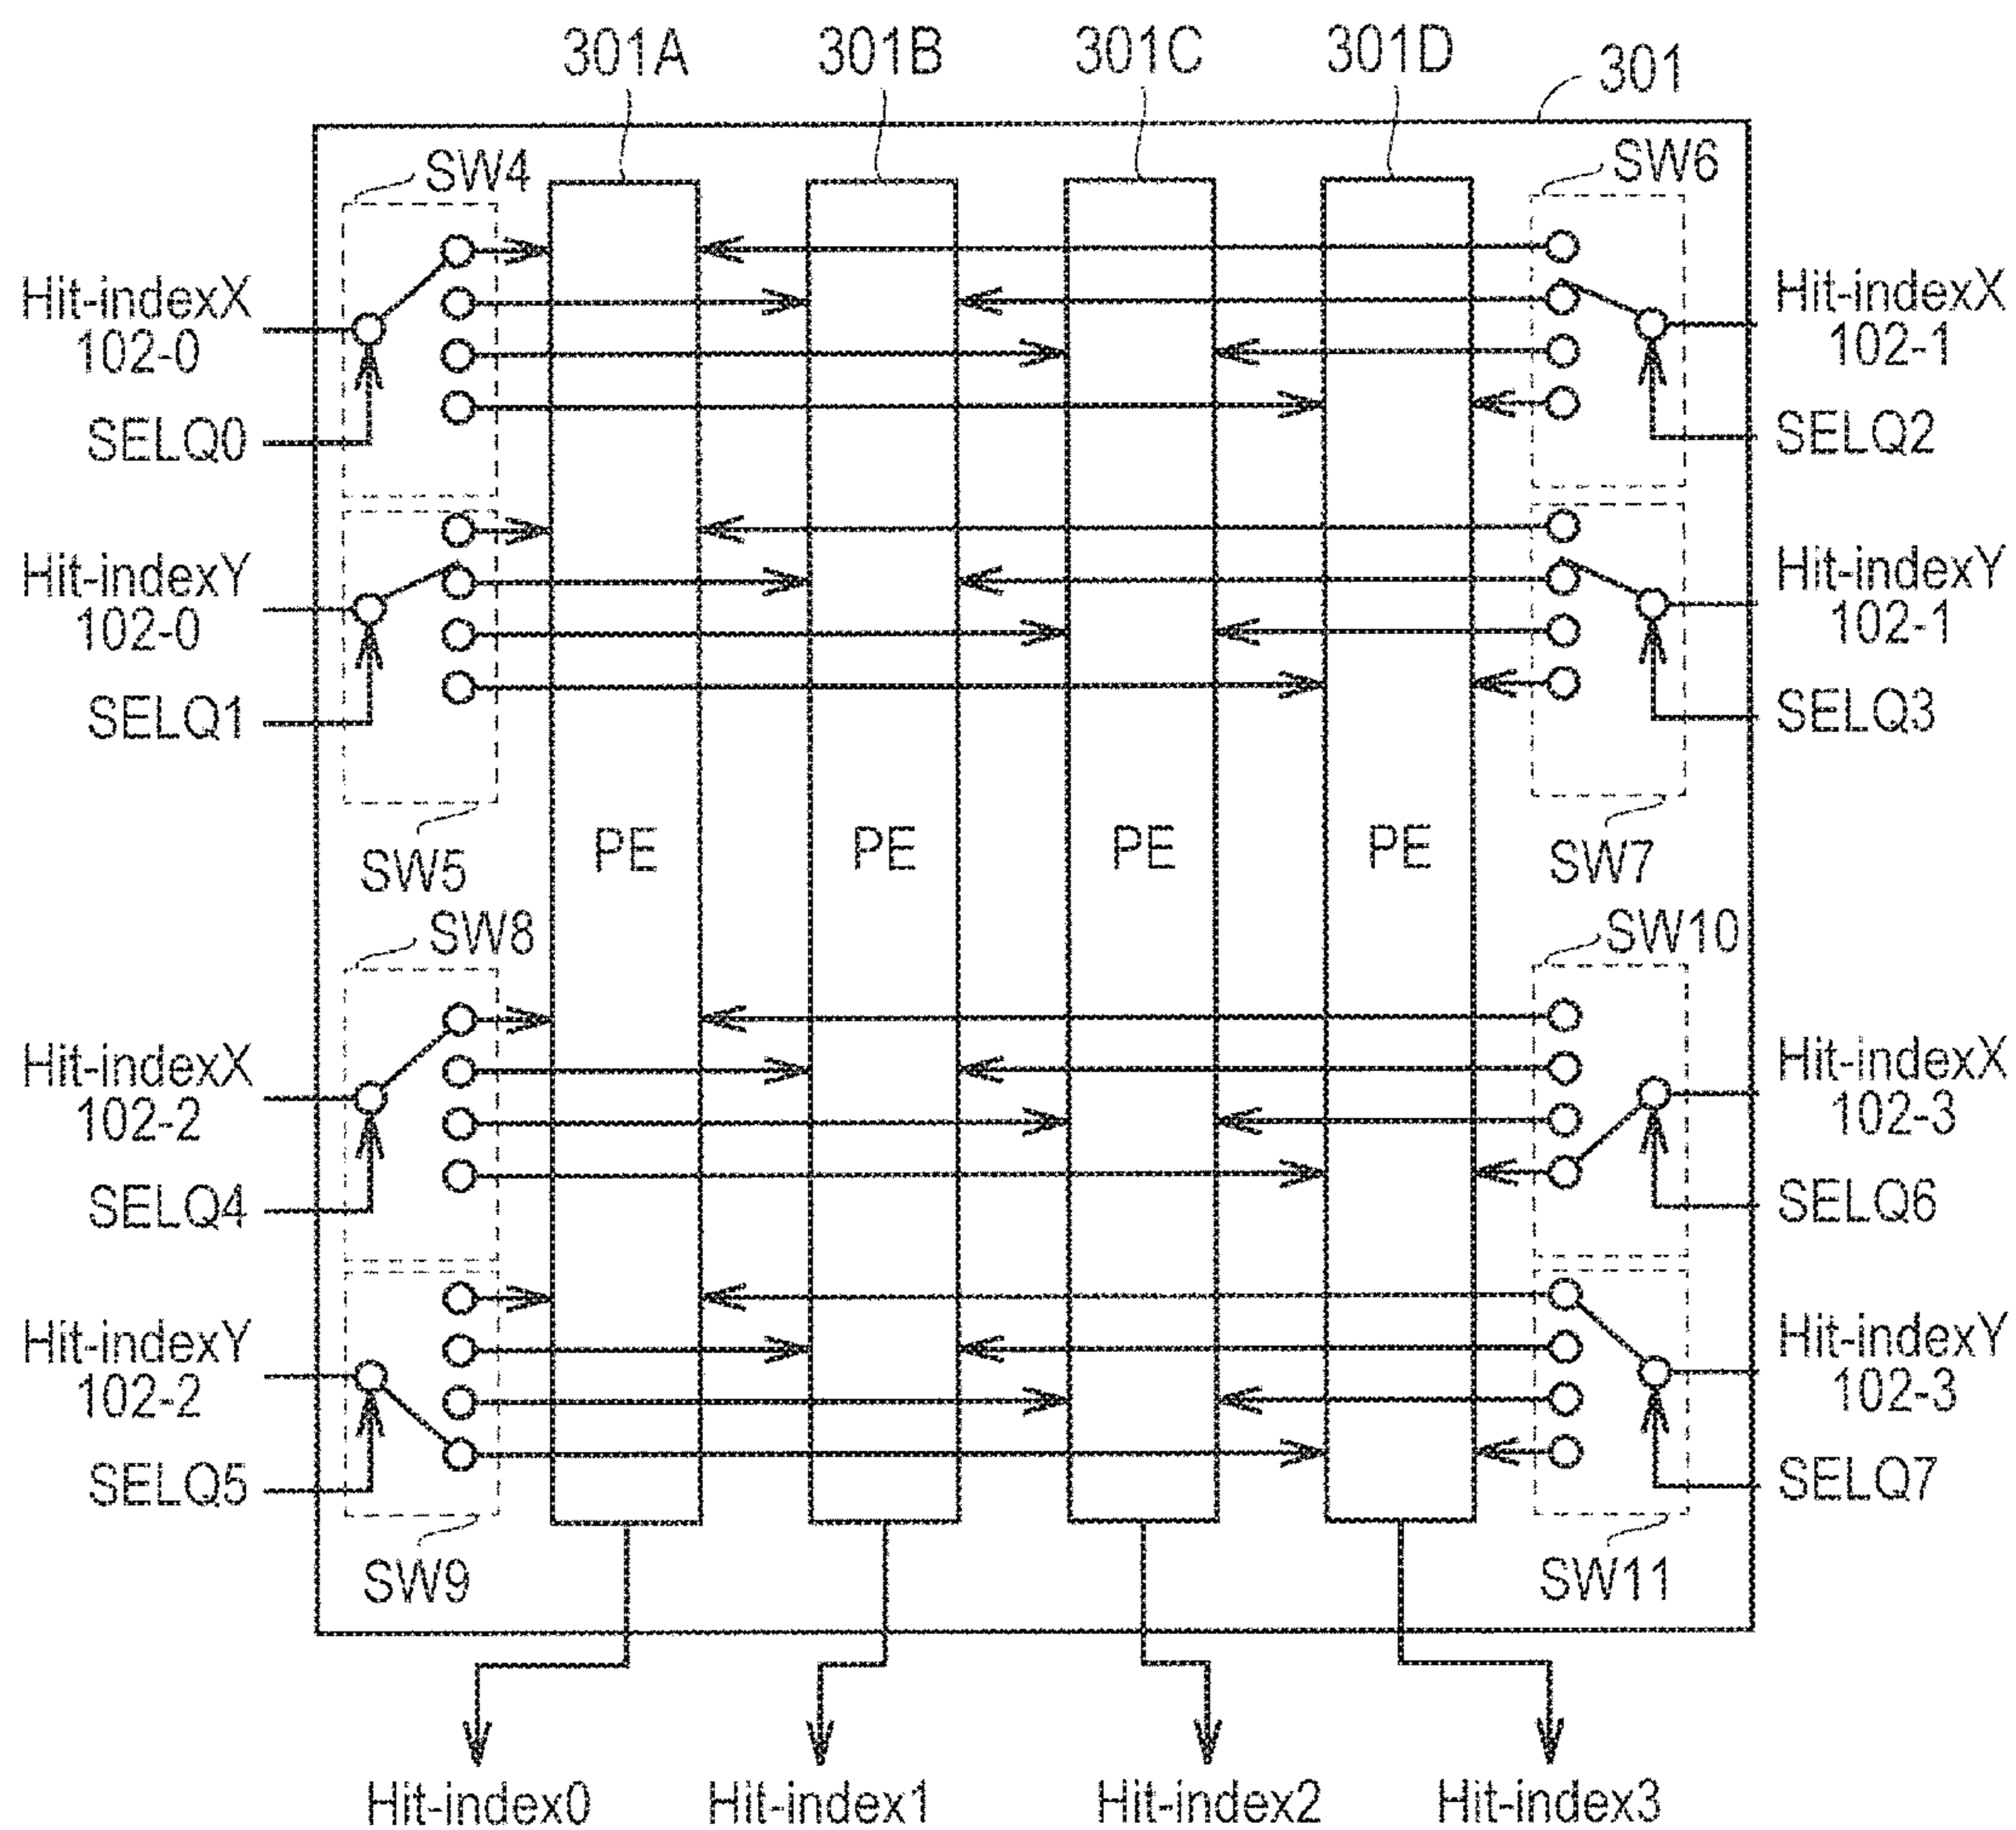 301A 301B 301C 301D 301
SW4 SW6
Hit-indexX
102-0
SELQ0
Hit-indexX
102-1
SELQ2
Hit-indexY
102-0
SELQ1
Hit-indexY
102-1
SELQ3
SW5 PE PE PE PE SW7
SW8 SW10
Hit-indexX
102-2
SELQ4
Hit-indexX
102-3
SELQ6
Hit-indexY
102-2
SELQ5
Hit-indexY
102-3
SELQ7
SW9 SW11
Hit-index0 Hit-index1 Hit-index2 Hit-index3